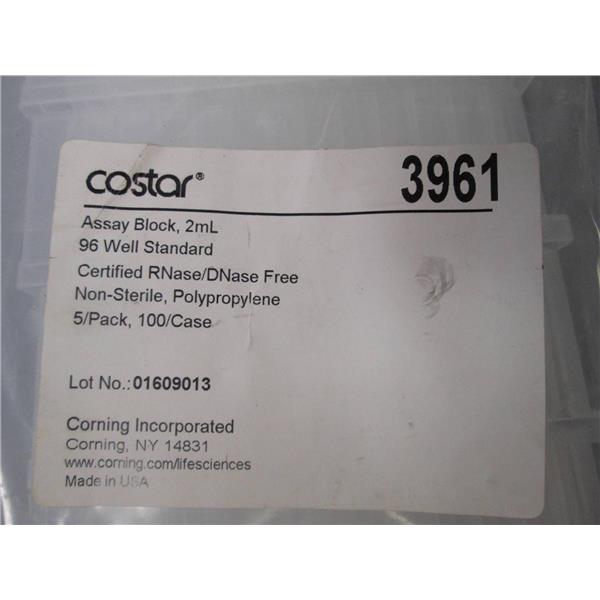 costar® 3961
Assay Block, 2mL
96 Well Standard
Certified RNase/DNase Free
Non-Sterile, Polypropylene
5/Pack, 100/Case
Lot No.:01609013
Corning Incorporated
Corning, NY 14831
www.corning.com/lifesciences
Made in USA